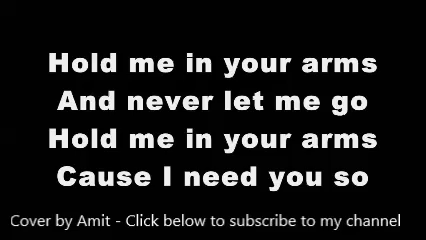 Hold me in your arms
And never let me go
Hold me in your arms
Cause I need you so
Cover by Amit - Click below to subscribe to my channel